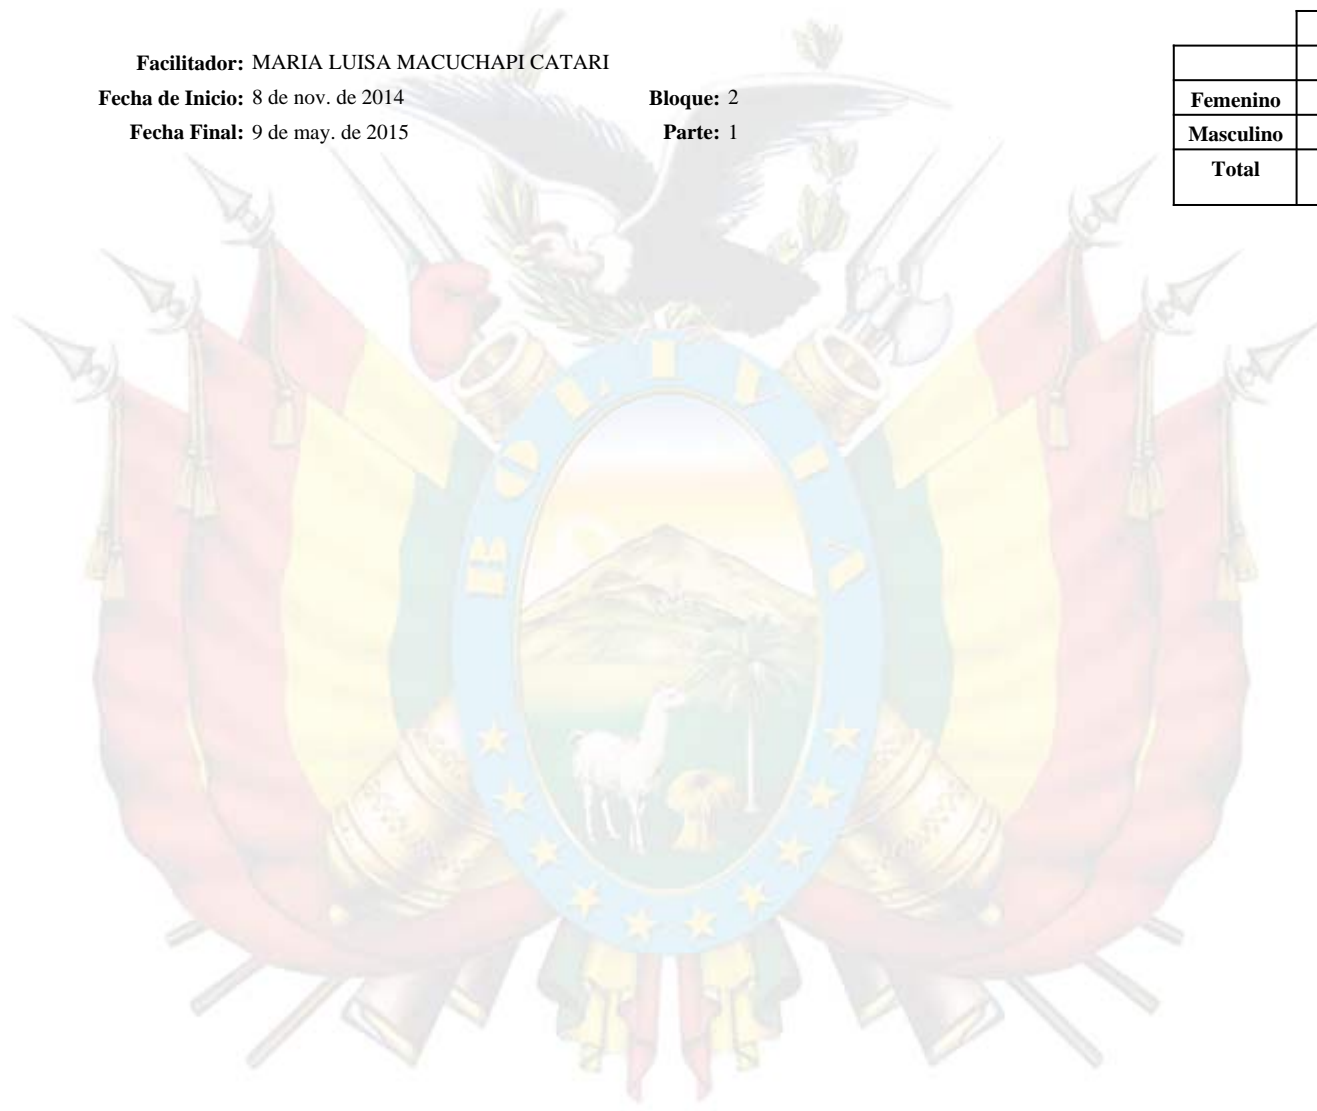 Facilitador: MARIA LUISA MACUCHAPI CATARI
Fecha de Inicio: 8 de nov. de 2014 Bloque: 2
Fecha Final: 9 de may. de 2015 Parte: 1
Femenino
Masculino
Total
BOLIVIA